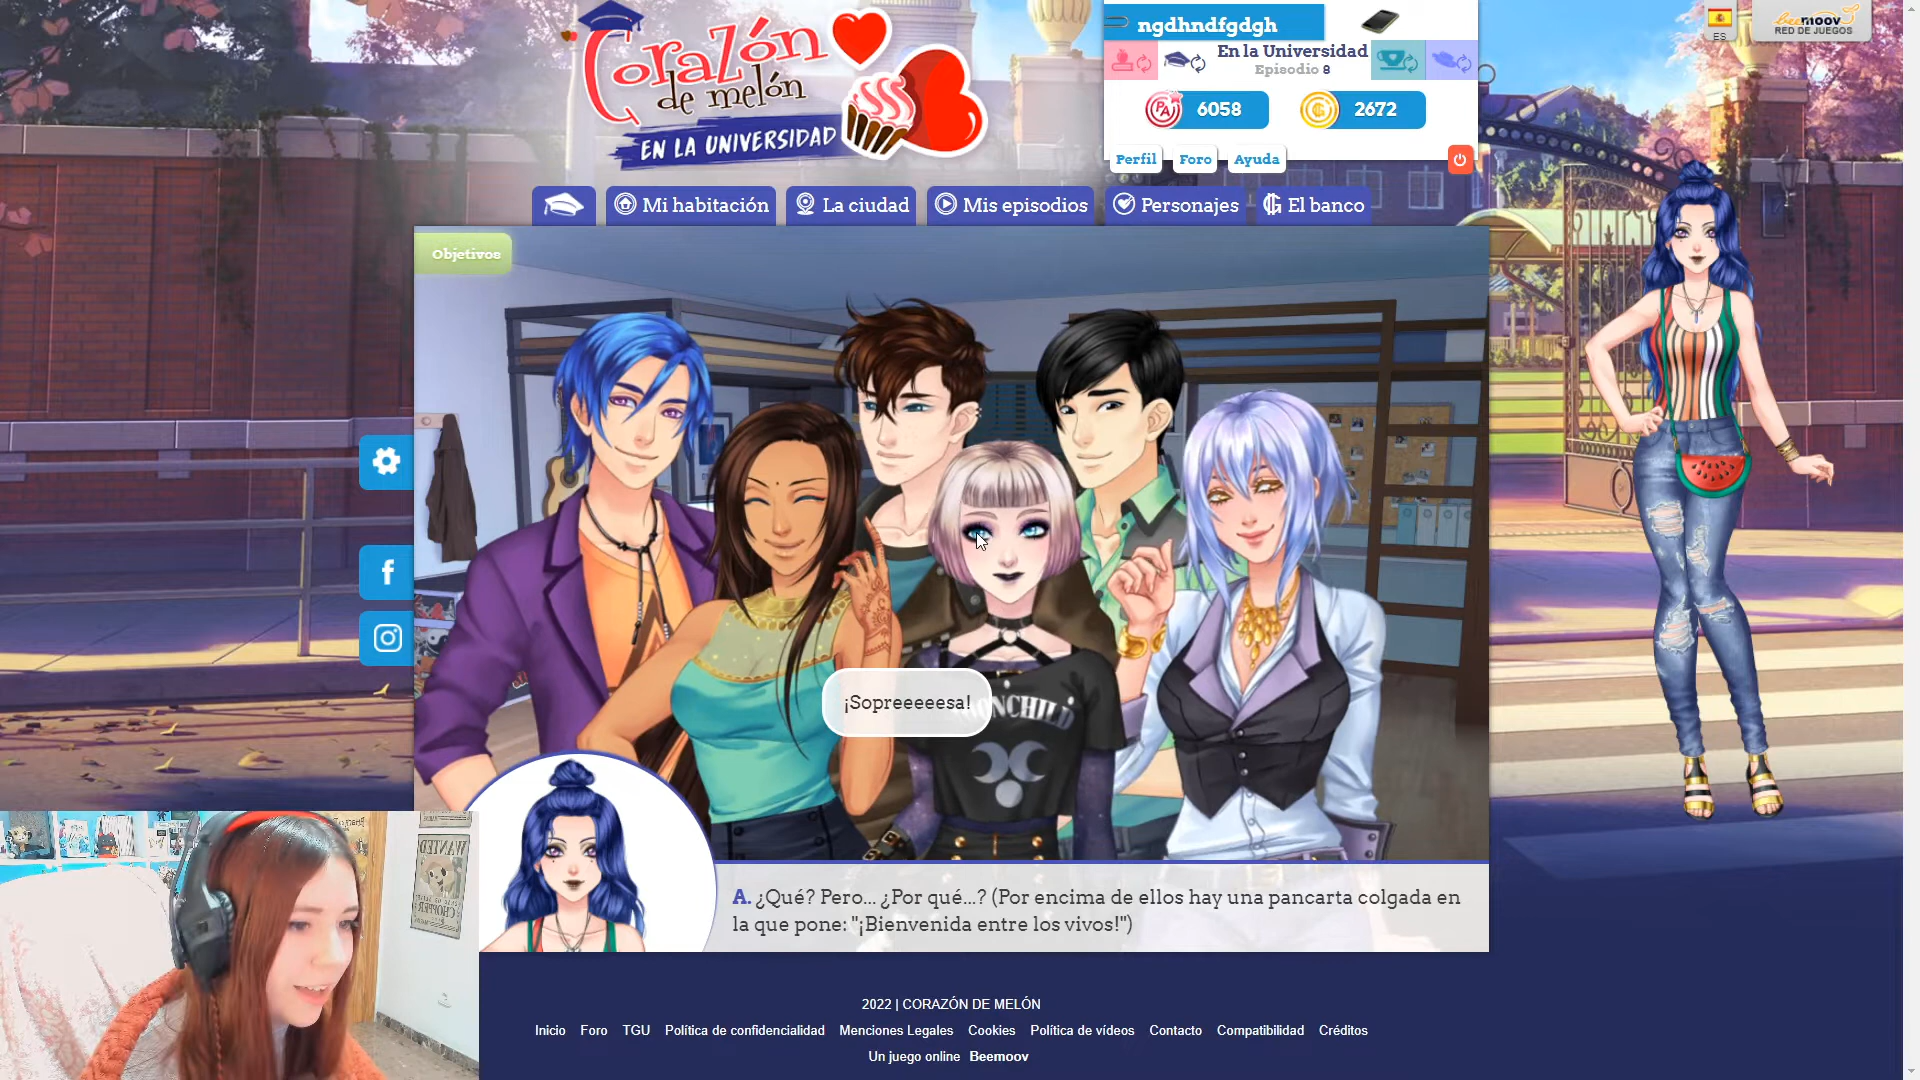 Corazón
de melón
EN LA UNIVERSIDAD
ngdhndfgdgh
En la Universidad
Episodio 8
PA
6058
2672
Perfil
Foro
Ayuda
ES
beemoov
RED DE JUEGOS
Mi habitación
La ciudad
Mis episodios
Personajes
El banco
Objetivos
¡Sopreeeeesa!
NCHILD
A. ¿Qué? Pero... ¿Por qué...? (Por encima de ellos hay una pancarta colgada en
la que pone: "¡Bienvenida entre los vivos!")
WANTED
CHOPPER
2022 | CORAZÓN DE MELÓN
Inicio
Foro
TGU
Política de confidencialidad
Menciones Legales
Cookies
Política de vídeos
Contacto
Compatibilidad
Créditos
Un juego online Beemoov